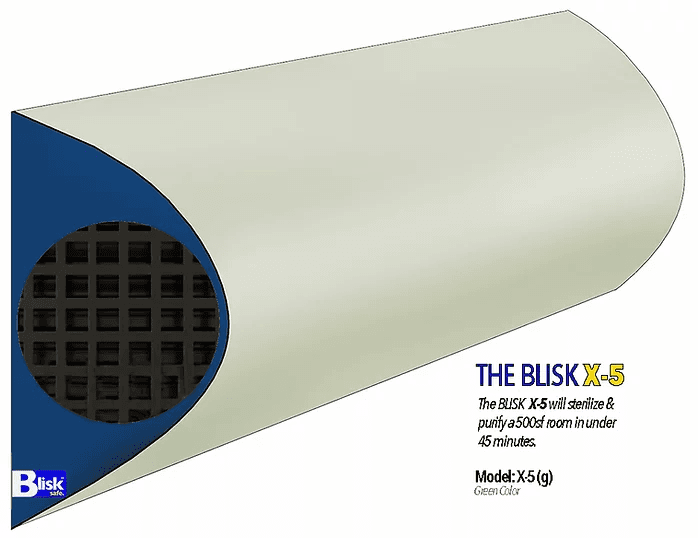 THE BLISK X-5
The BLISK X-5 will sterilize &
purify a 500sf room in under
45 minutes.
Model: X-5 (g)
Green Color
Blisk
safe.